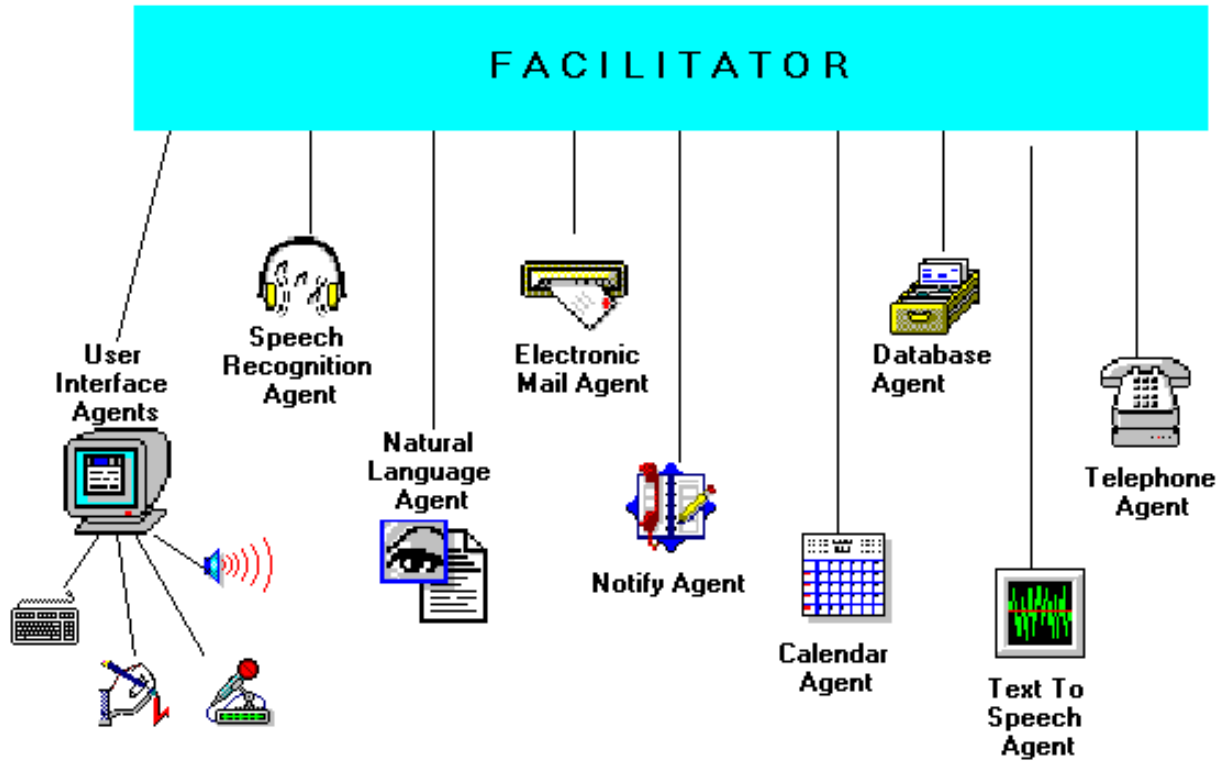 FACILITATOR
User
Interface
Agents
Speech
Recognition
Agent
Natural
Language
Agent
Electronic
Mail Agent
Notify Agent
Calendar
Agent
Database
Agent
Text To
Speech
Agent
Telephone
Agent